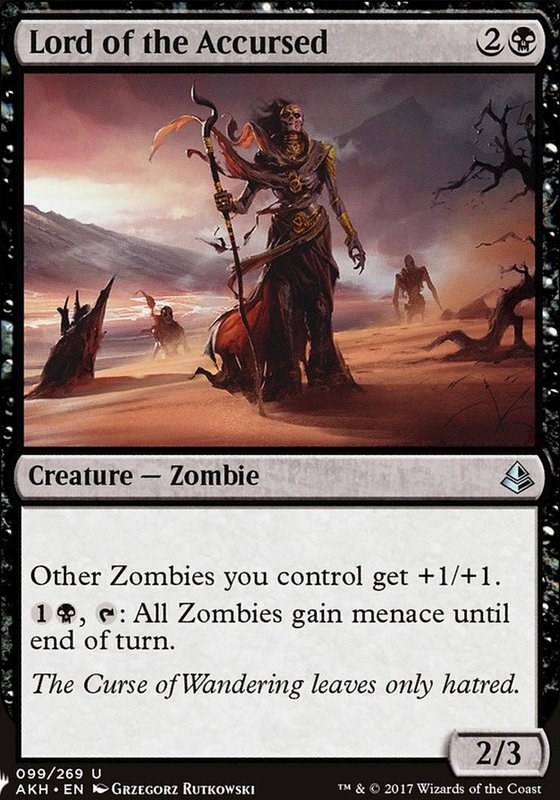 Lord of the Accursed
2
Creature — Zombie
Other Zombies you control get +1/+1.
1, : All Zombies gain menace until
end of turn.
The Curse of Wandering leaves only hatred.
2/3
099/269 U
AKH • EN Grzegorz Rutkowski
™ & © 2017 Wizards of the Coast